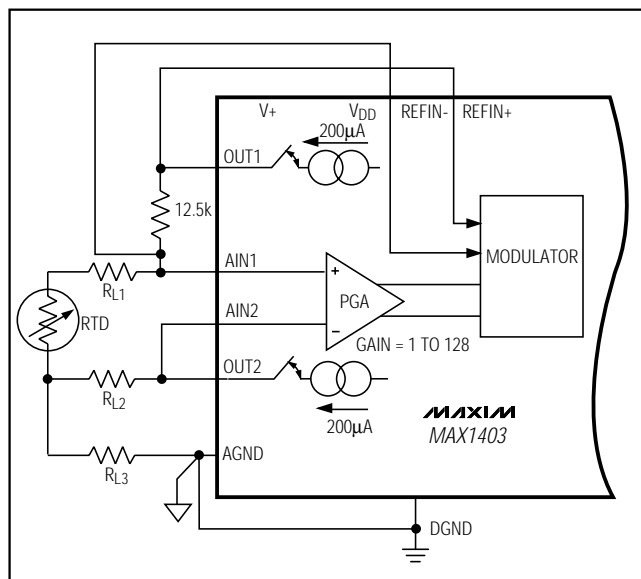 V+ VDD REFIN- REFIN+
200µA
OUT1
12.5k
MODULATOR
RL1
AIN1
+
PGA
RTD
AIN2
−
GAIN = 1 TO 128
RL2
OUT2
200µA
MAXIM
MAX1403
AGND
RL3
DGND